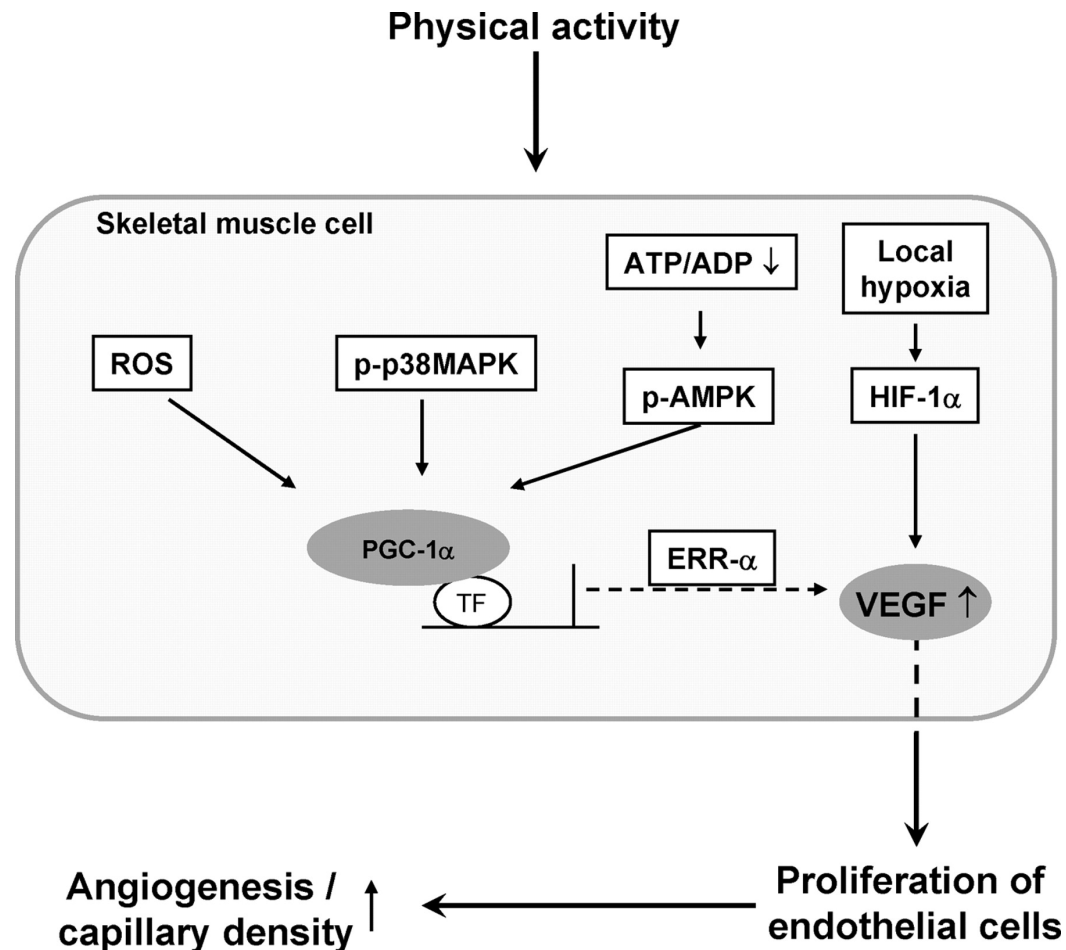 Physical activity
Skeletal muscle cell
ATP/ADP ↓
Local
hypoxia
ROS
p-p38MAPK
p-AMPK
HIF-1α
PGC-1α
ERR-α
TF
VEGF ↑
Proliferation of
endothelial cells
Angiogenesis /
capillary density ↑